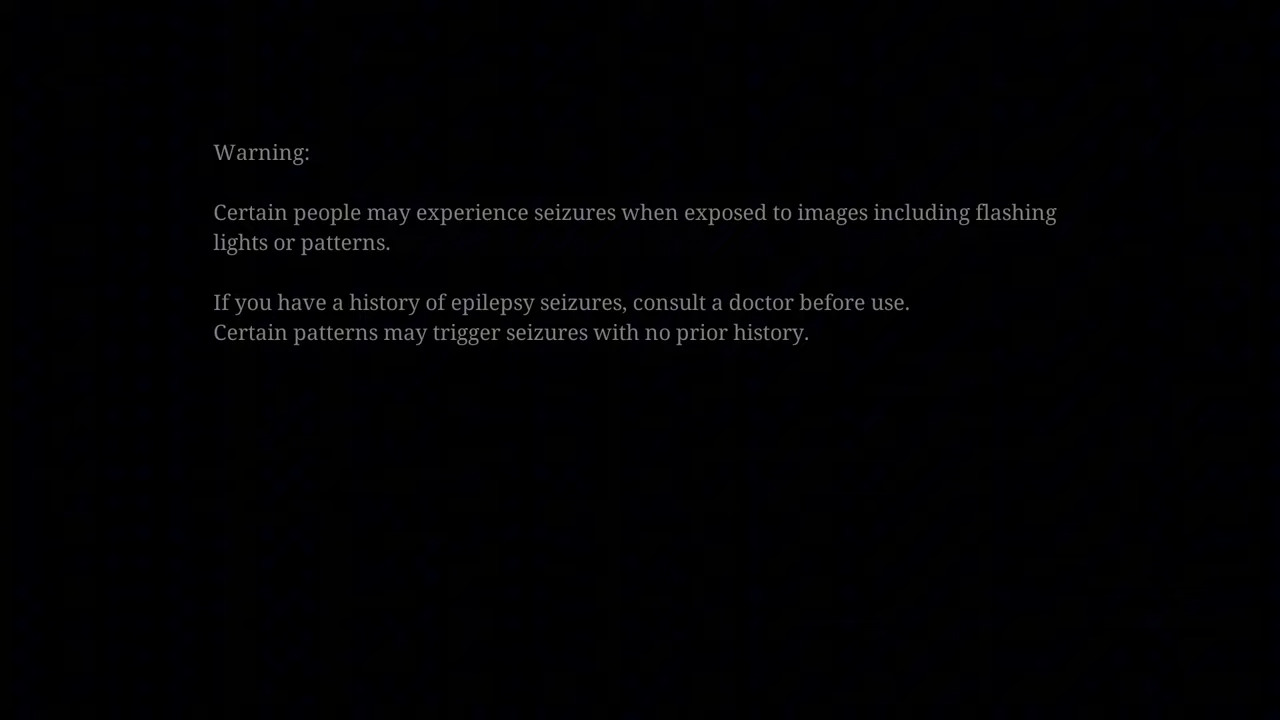 Warning:
Certain people may experience seizures when exposed to images including flashing
lights or patterns.
If you have a history of epilepsy seizures, consult a doctor before use.
Certain patterns may trigger seizures with no prior history.